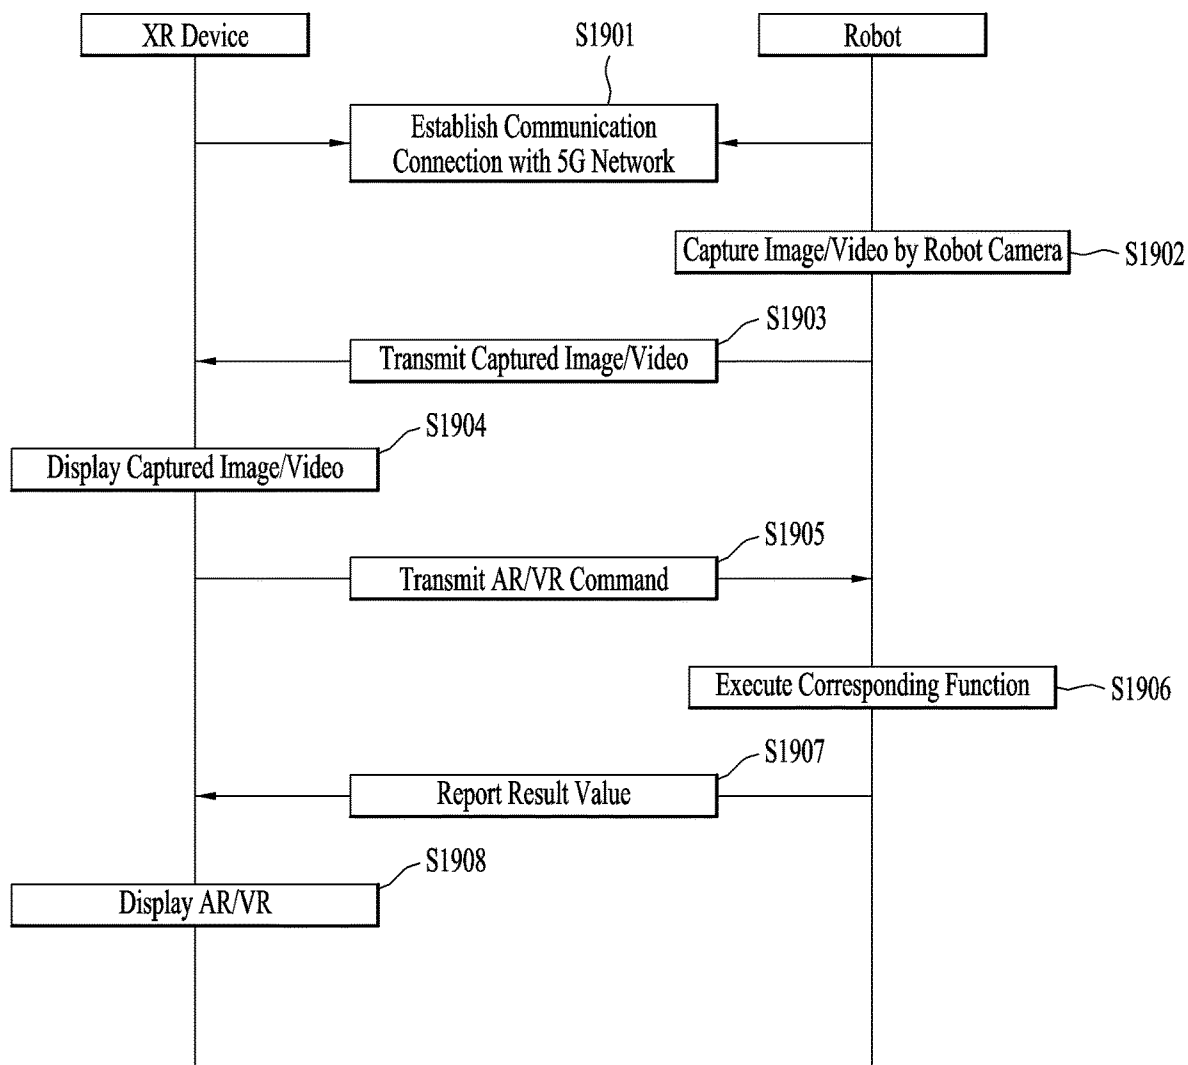 XR Device
S1901
Robot
Establish Communication
Connection with 5G Network
Capture Image/Video by Robot Camera
S1902
S1903
Transmit Captured Image/Video
S1904
Display Captured Image/Video
S1905
Transmit AR/VR Command
Execute Corresponding Function
S1906
S1907
Report Result Value
S1908
Display AR/VR